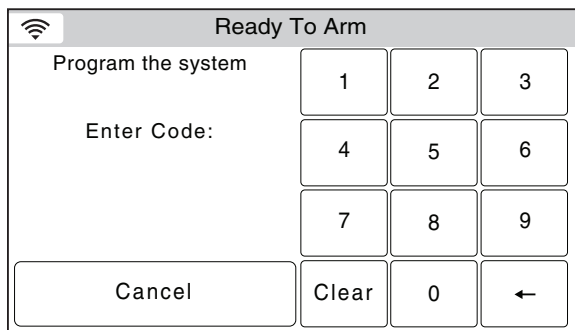 Ready To Arm
Program the system
1 2 3
Enter Code:
4 5 6
7 8 9
Cancel Clear 0 ←